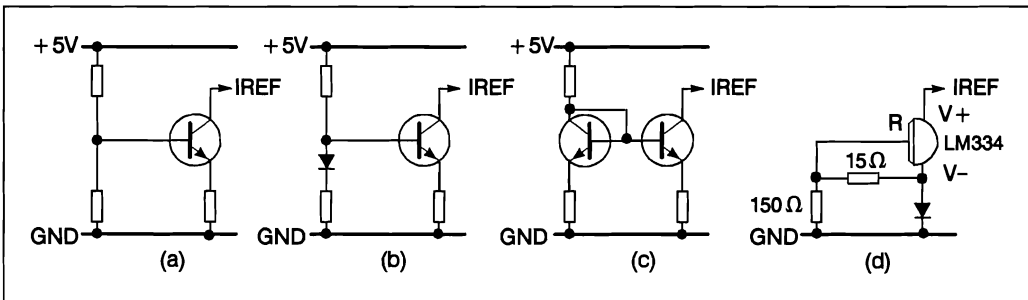 +5V
IREF
GND
(a)
+5V
IREF
GND
(b)
+5V
IREF
GND
(c)
IREF
V+
R
LM334
15Ω
V−
150Ω
GND
(d)